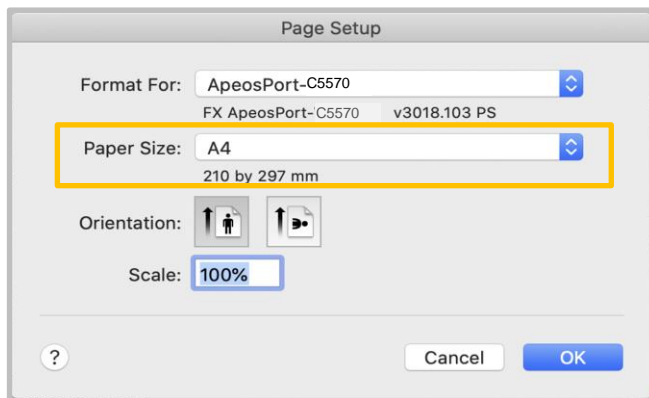 Page Setup
Format For: ApeosPort-C5570
FX ApeosPort-C5570 v3018.103 PS
Paper Size: A4
210 by 297 mm
Orientation:
Scale: 100%
? Cancel OK